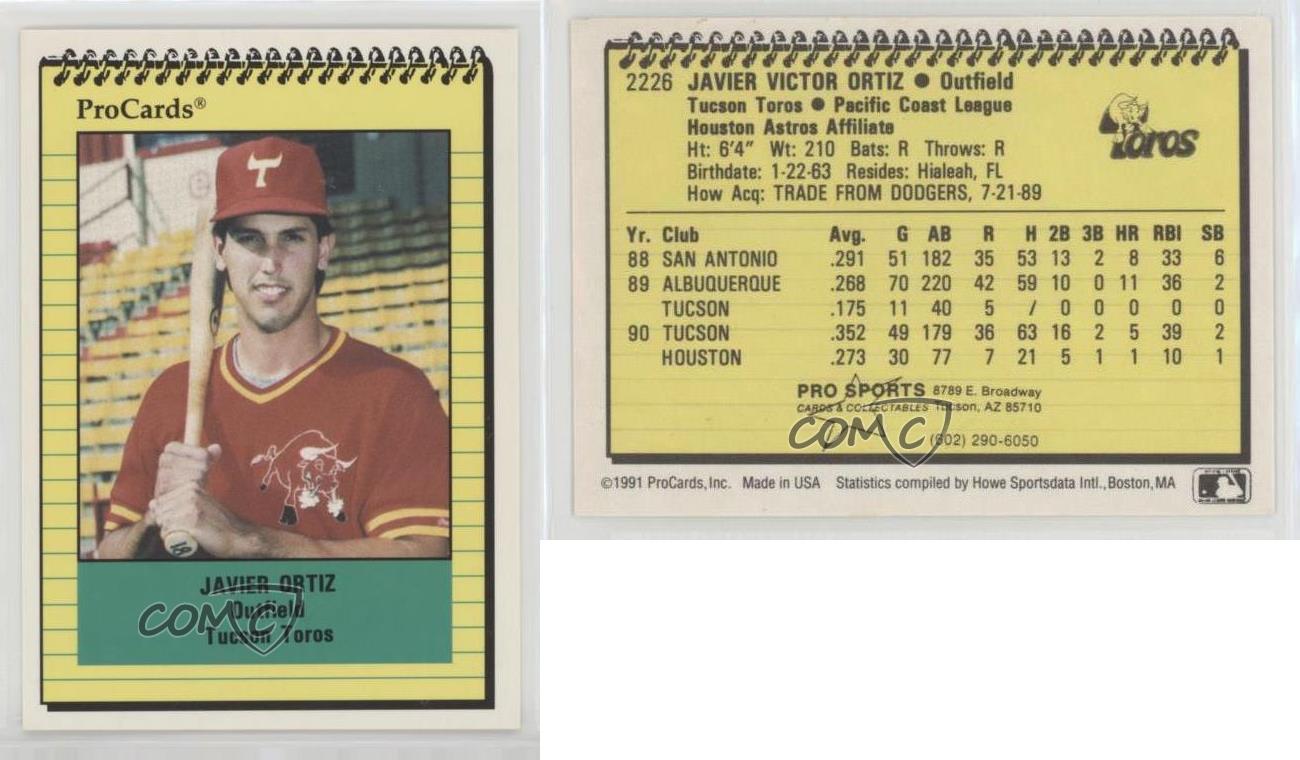 ProCards®
T
18
JAVIER ORTIZ
Outfield
Tucson Toros
COMC
2226 JAVIER VICTOR ORTIZ ● Outfield
Tucson Toros ● Pacific Coast League
Houston Astros Affiliate
Toros
Ht: 6'4" Wt: 210 Bats: R Throws: R
Birthdate: 1-22-63 Resides: Hialeah, FL
How Acq: TRADE FROM DODGERS, 7-21-89
Yr. Club Avg. G AB R H 2B 3B HR RBI SB
88 SAN ANTONIO .291 51 182 35 53 13 2 8 33 6
89 ALBUQUERQUE .268 70 220 42 59 10 0 11 36 2
TUCSON .175 11 40 5 / 0 0 0 0 0
90 TUCSON .352 49 179 36 63 16 2 5 39 2
HOUSTON .273 30 77 7 21 5 1 1 10 1
PRO SPORTS 8789 E. Broadway
CARDS & COLLECTABLES Tucson, AZ 85710
COMC
(602) 290-6050
©1991 ProCards, Inc. Made in USA Statistics compiled by Howe Sportsdata Intl., Boston, MA